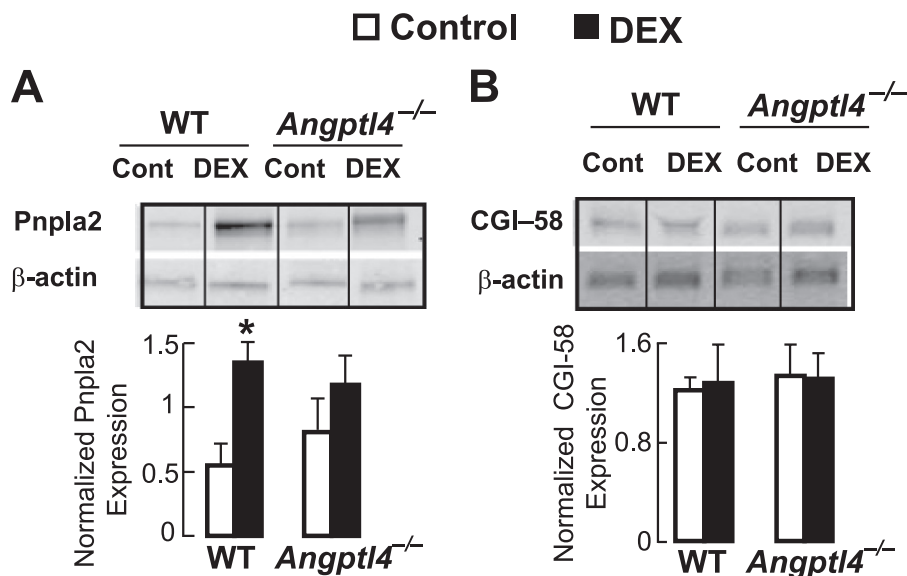 Control DEX
A
WT Angptl4–/–
Cont DEX Cont DEX
Pnpla2
β-actin
Normalized Pnpla2
Expression
1.5
1
0.5
0
*
WT Angptl4–/–
B
WT Angptl4–/–
Cont DEX Cont DEX
CGI–58
β-actin
Normalized CGI-58
Expression
1.6
0.8
0
WT Angptl4–/–